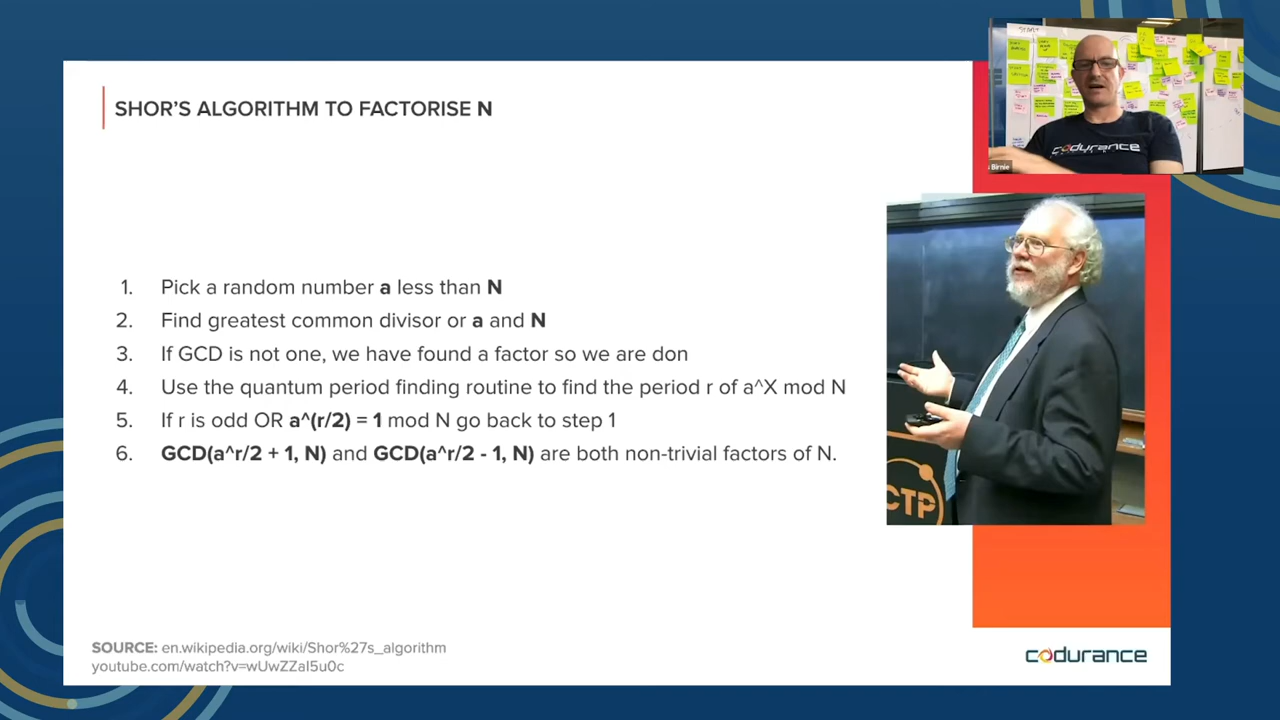 SHOR'S ALGORITHM TO FACTORISE N
1. Pick a random number a less than N
2. Find greatest common divisor or a and N
3. If GCD is not one, we have found a factor so we are don
4. Use the quantum period finding routine to find the period r of a^X mod N
5. If r is odd OR a^(r/2) = 1 mod N go back to step 1
6. GCD(a^r/2 + 1, N) and GCD(a^r/2 - 1, N) are both non-trivial factors of N.
SOURCE: en.wikipedia.org/wiki/Shor%27s_algorithm
youtube.com/watch?v=wUwZZaI5u0c
codurance
START
codurance
Birnie
CTP